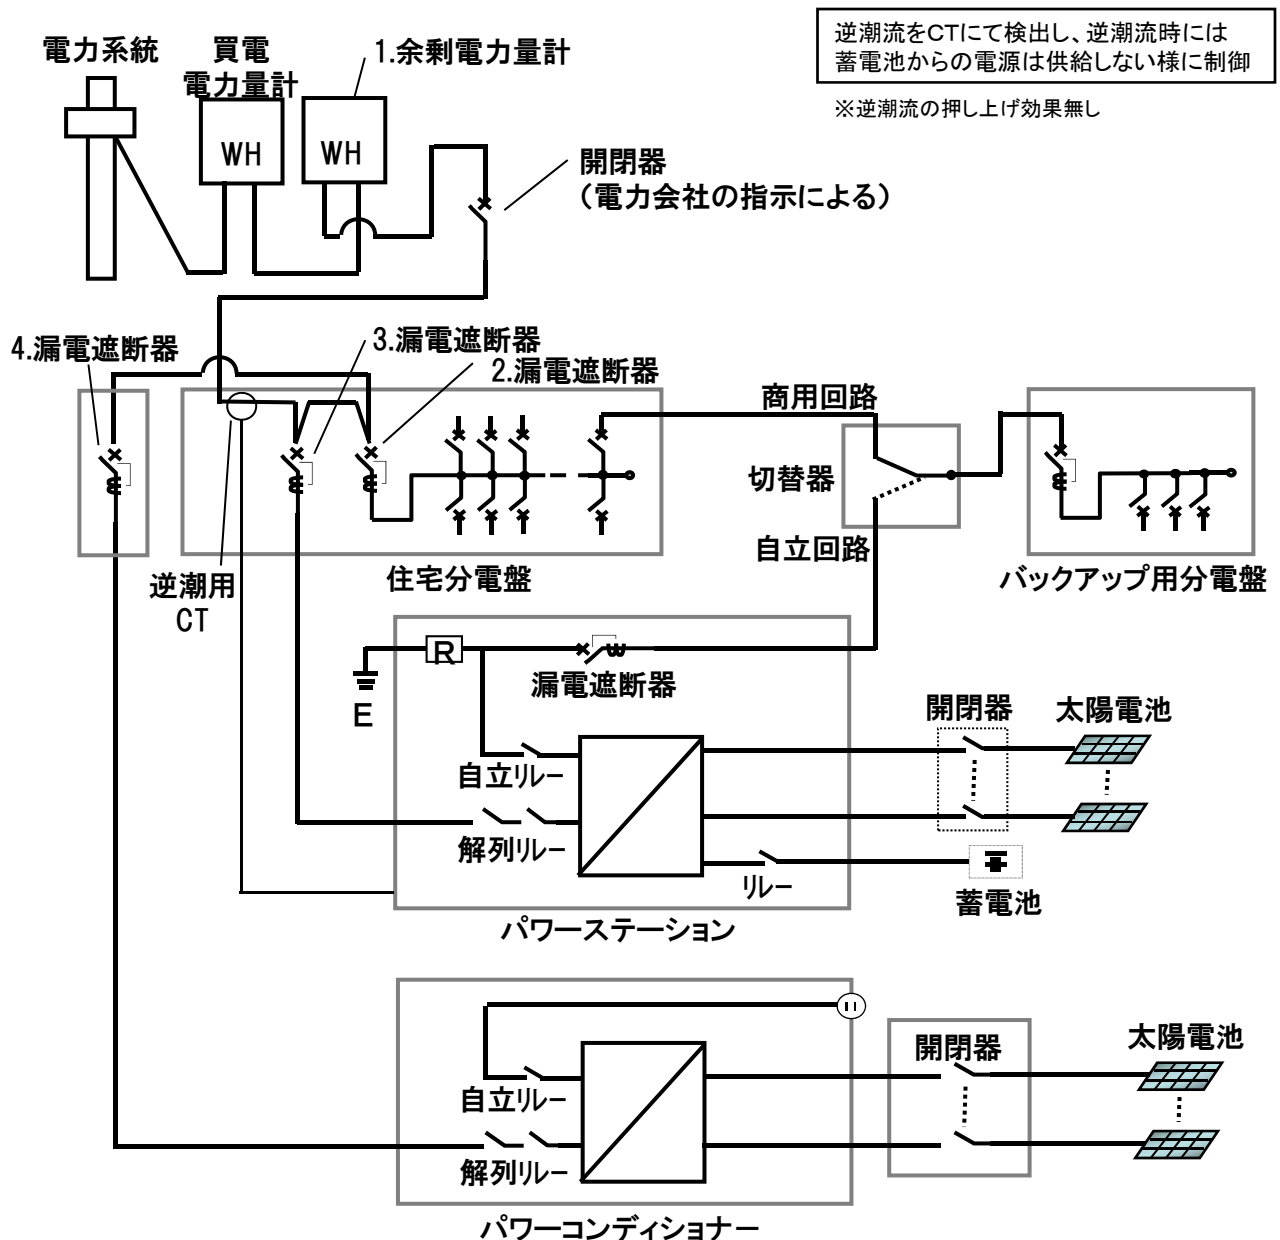 逆潮流をCTにて検出し、逆潮流時には
蓄電池からの電源は供給しない様に制御
※逆潮流の押し上げ効果無し
電力系統
買電
電力量計
1.余剰電力量計
WH
WH
開閉器
(電力会社の指示による)
4.漏電遮断器
3.漏電遮断器
2.漏電遮断器
商用回路
切替器
自立回路
逆潮用
CT
住宅分電盤
バックアップ用分電盤
R
E
漏電遮断器
開閉器
太陽電池
自立リレー
解列リレー
リレー
蓄電池
パワーステーション
開閉器
太陽電池
自立リレー
解列リレー
パワーコンディショナー